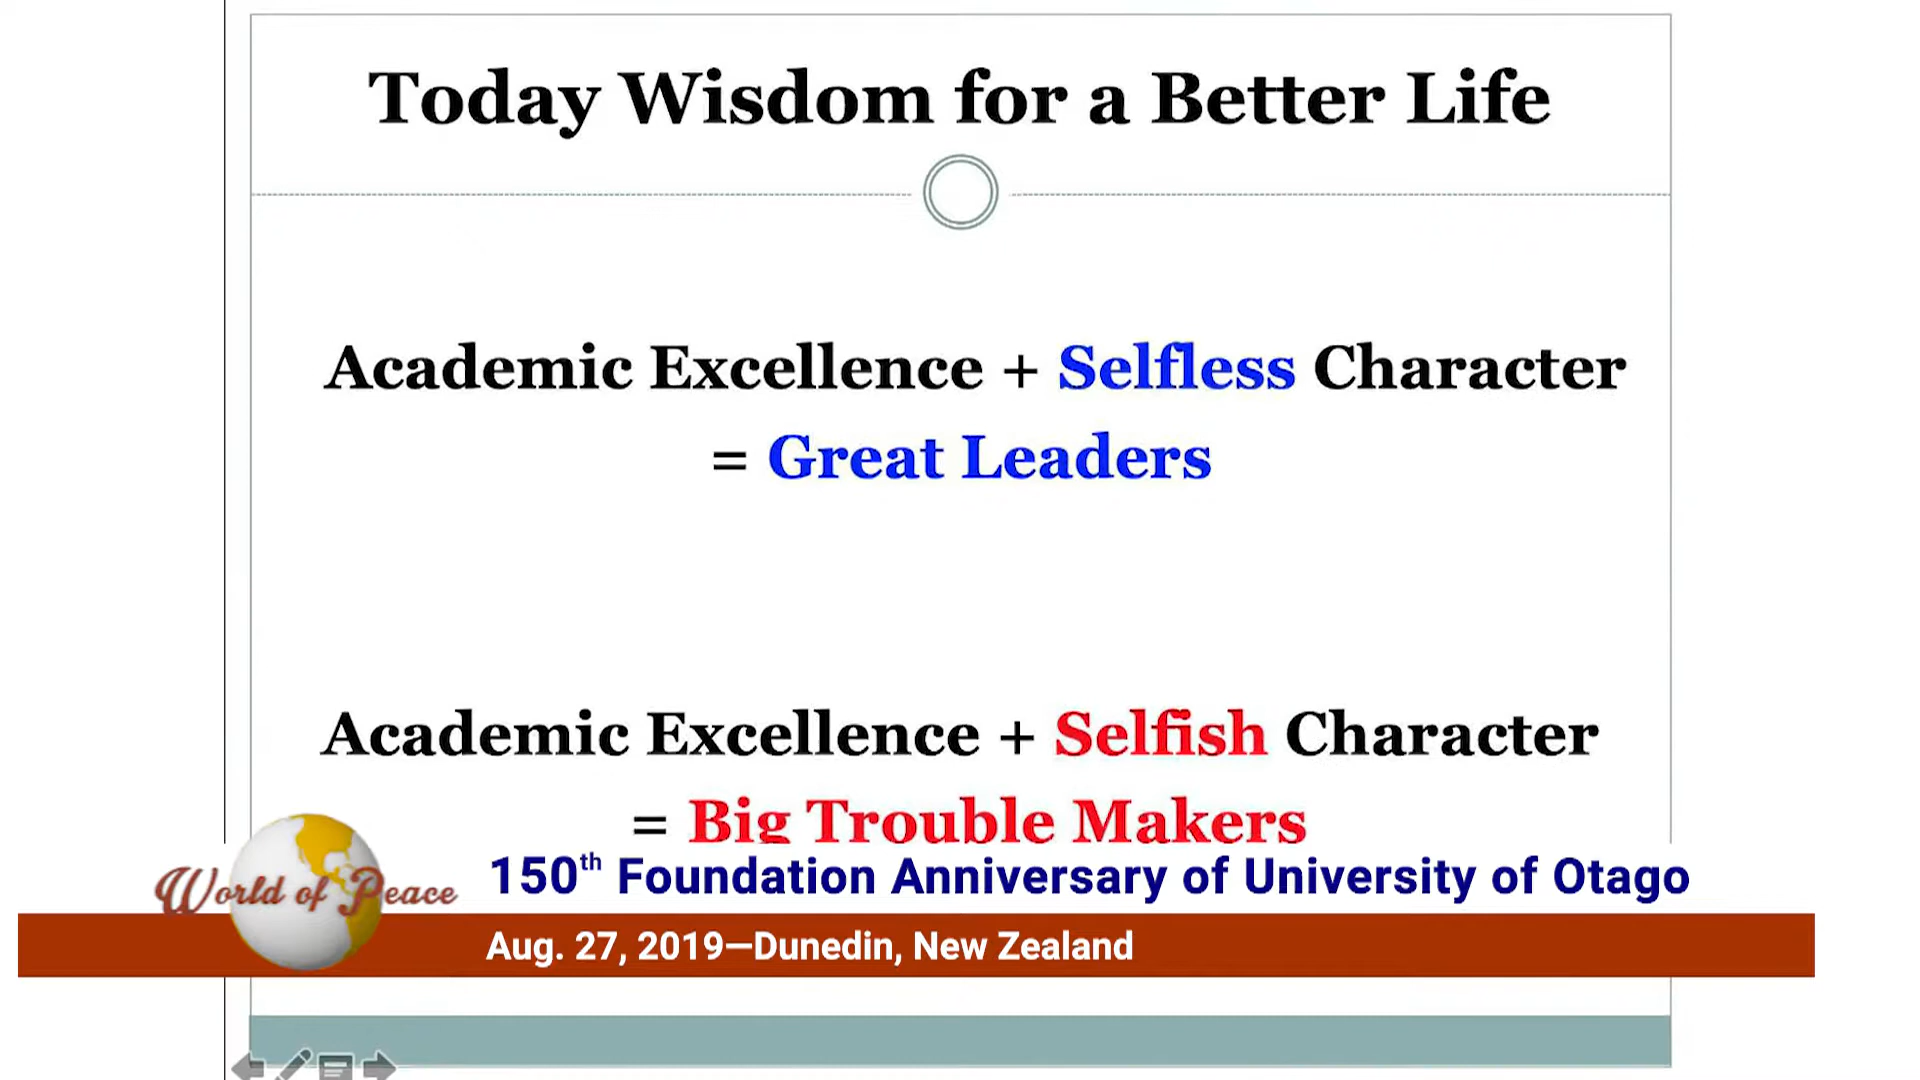 Today Wisdom for a Better Life
Academic Excellence + Selfless Character
= Great Leaders
Academic Excellence + Selfish Character
= Big Trouble Makers
World of Peace
150th Foundation Anniversary of University of Otago
Aug. 27, 2019—Dunedin, New Zealand